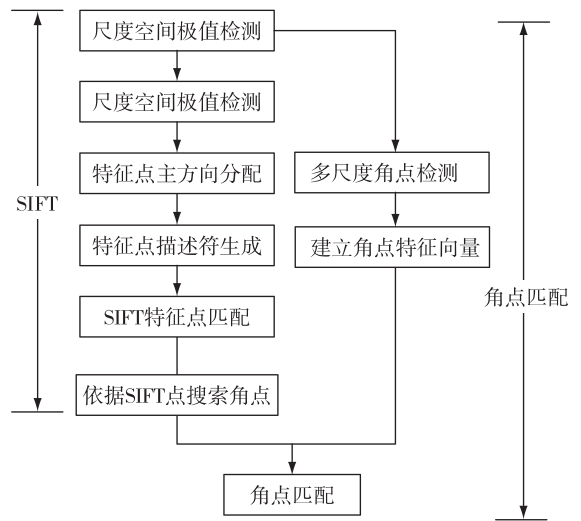 尺度空间极值检测
尺度空间极值检测
特征点主方向分配
多尺度角点检测
SIFT
特征点描述符生成
建立角点特征向量
角点匹配
SIFT特征点匹配
依据SIFT点搜索角点
角点匹配